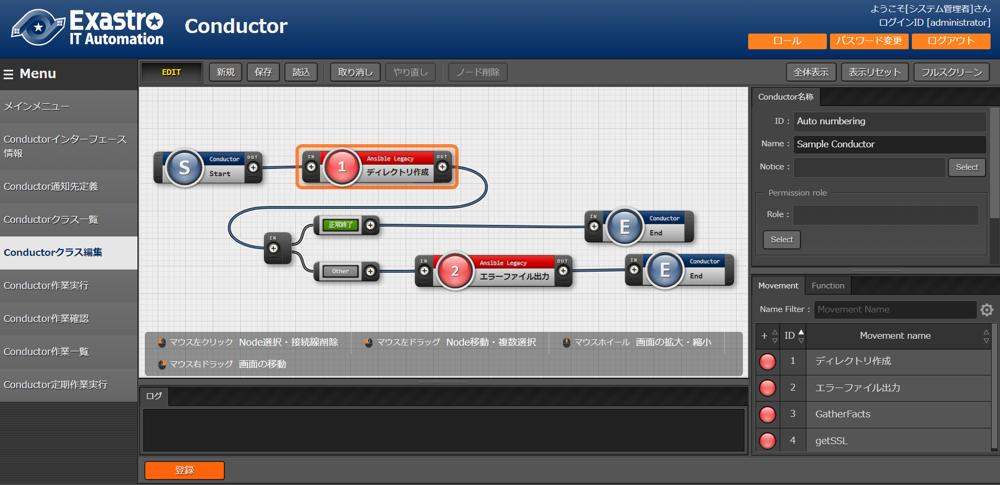 Exastro
IT Automation
Conductor
ようこそ[システム管理者]さん
ログインID [administrator]
ロール
パスワード変更
ログアウト
Menu
メインメニュー
Conductorインターフェース
情報
Conductor通知先定義
Conductorクラス一覧
Conductorクラス編集
Conductor作業実行
Conductor作業確認
Conductor作業一覧
Conductor定期作業実行
EDIT
新規
保存
読込
取り消し
やり直し
ノード削除
全体表示
表示リセット
フルスクリーン
S
Conductor
Start
OUT
IN
1
Ansible Legacy
ディレクトリ作成
OUT
IN
正常終了
Other
IN
E
Conductor
End
IN
2
Ansible Legacy
エラーファイル出力
OUT
IN
E
Conductor
End
マウス左クリック Node選択・接続線削除
マウス左ドラッグ Node移動・複数選択
マウスホイール 画面の拡大・縮小
マウス右ドラッグ 画面の移動
ログ
登録
Conductor名称
ID : Auto numbering
Name : Sample Conductor
Notice : Select
Permission role
Role :
Select
Movement Function
Name Filter : Movement Name
+ ID Movement name
1 ディレクトリ作成
2 エラーファイル出力
3 GatherFacts
4 getSSL